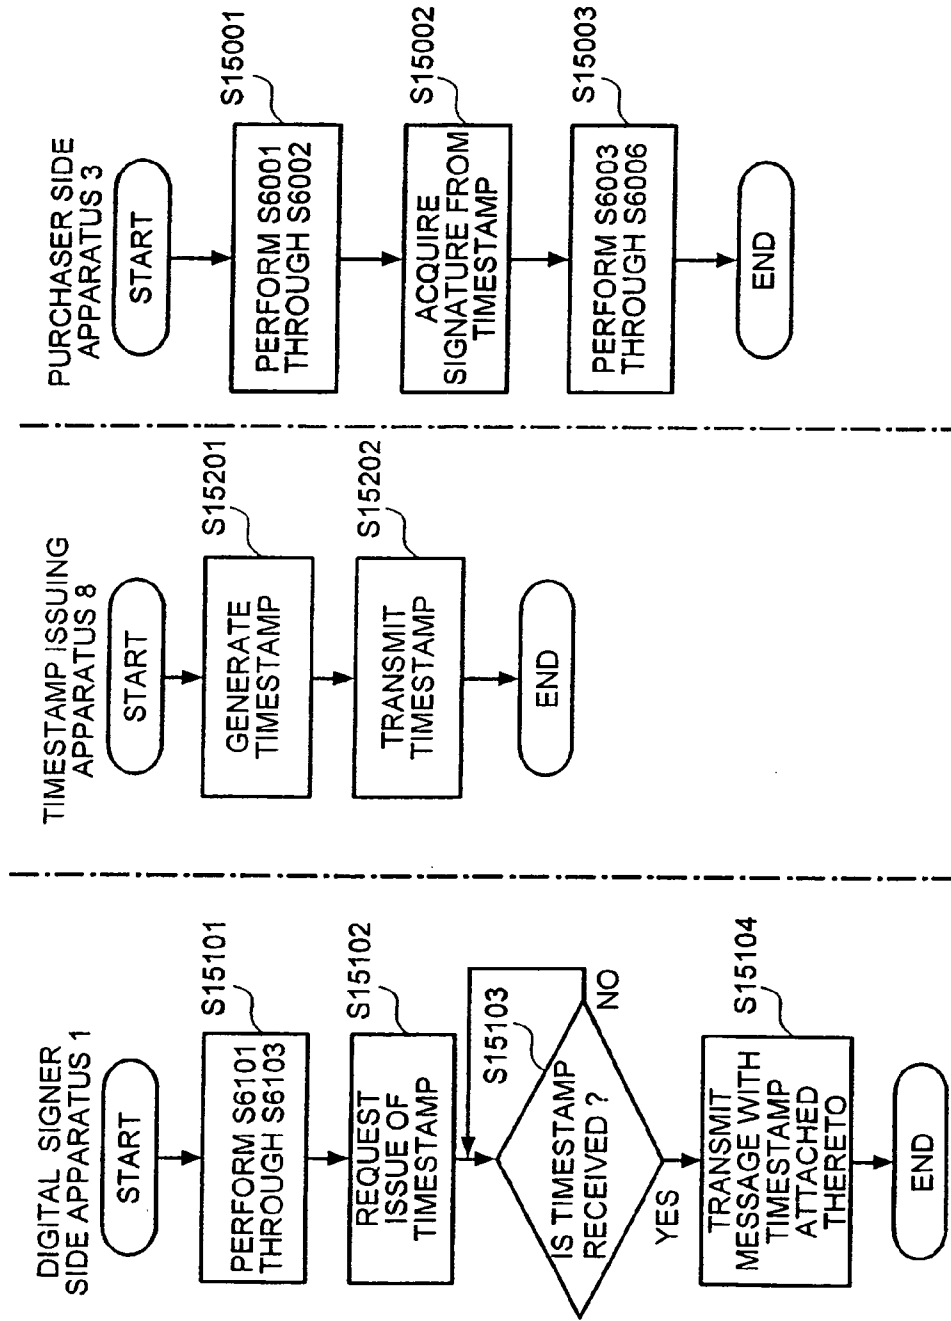 DIGITAL SIGNER
SIDE APPARATUS 1
START
S15101
PERFORM S6101
THROUGH S6103
S15102
REQUEST
ISSUE OF
TIMESTAMP
S15103
IS TIMESTAMP
RECEIVED ?
NO
YES
S15104
TRANSMIT
MESSAGE WITH
TIMESTAMP
ATTACHED
THERETO
END
TIMESTAMP ISSUING
APPARATUS 8
START
S15201
GENERATE
TIMESTAMP
S15202
TRANSMIT
TIMESTAMP
END
PURCHASER SIDE
APPARATUS 3
START
S15001
PERFORM S6001
THROUGH S6002
S15002
ACQUIRE
SIGNATURE FROM
TIMESTAMP
S15003
PERFORM S6003
THROUGH S6006
END